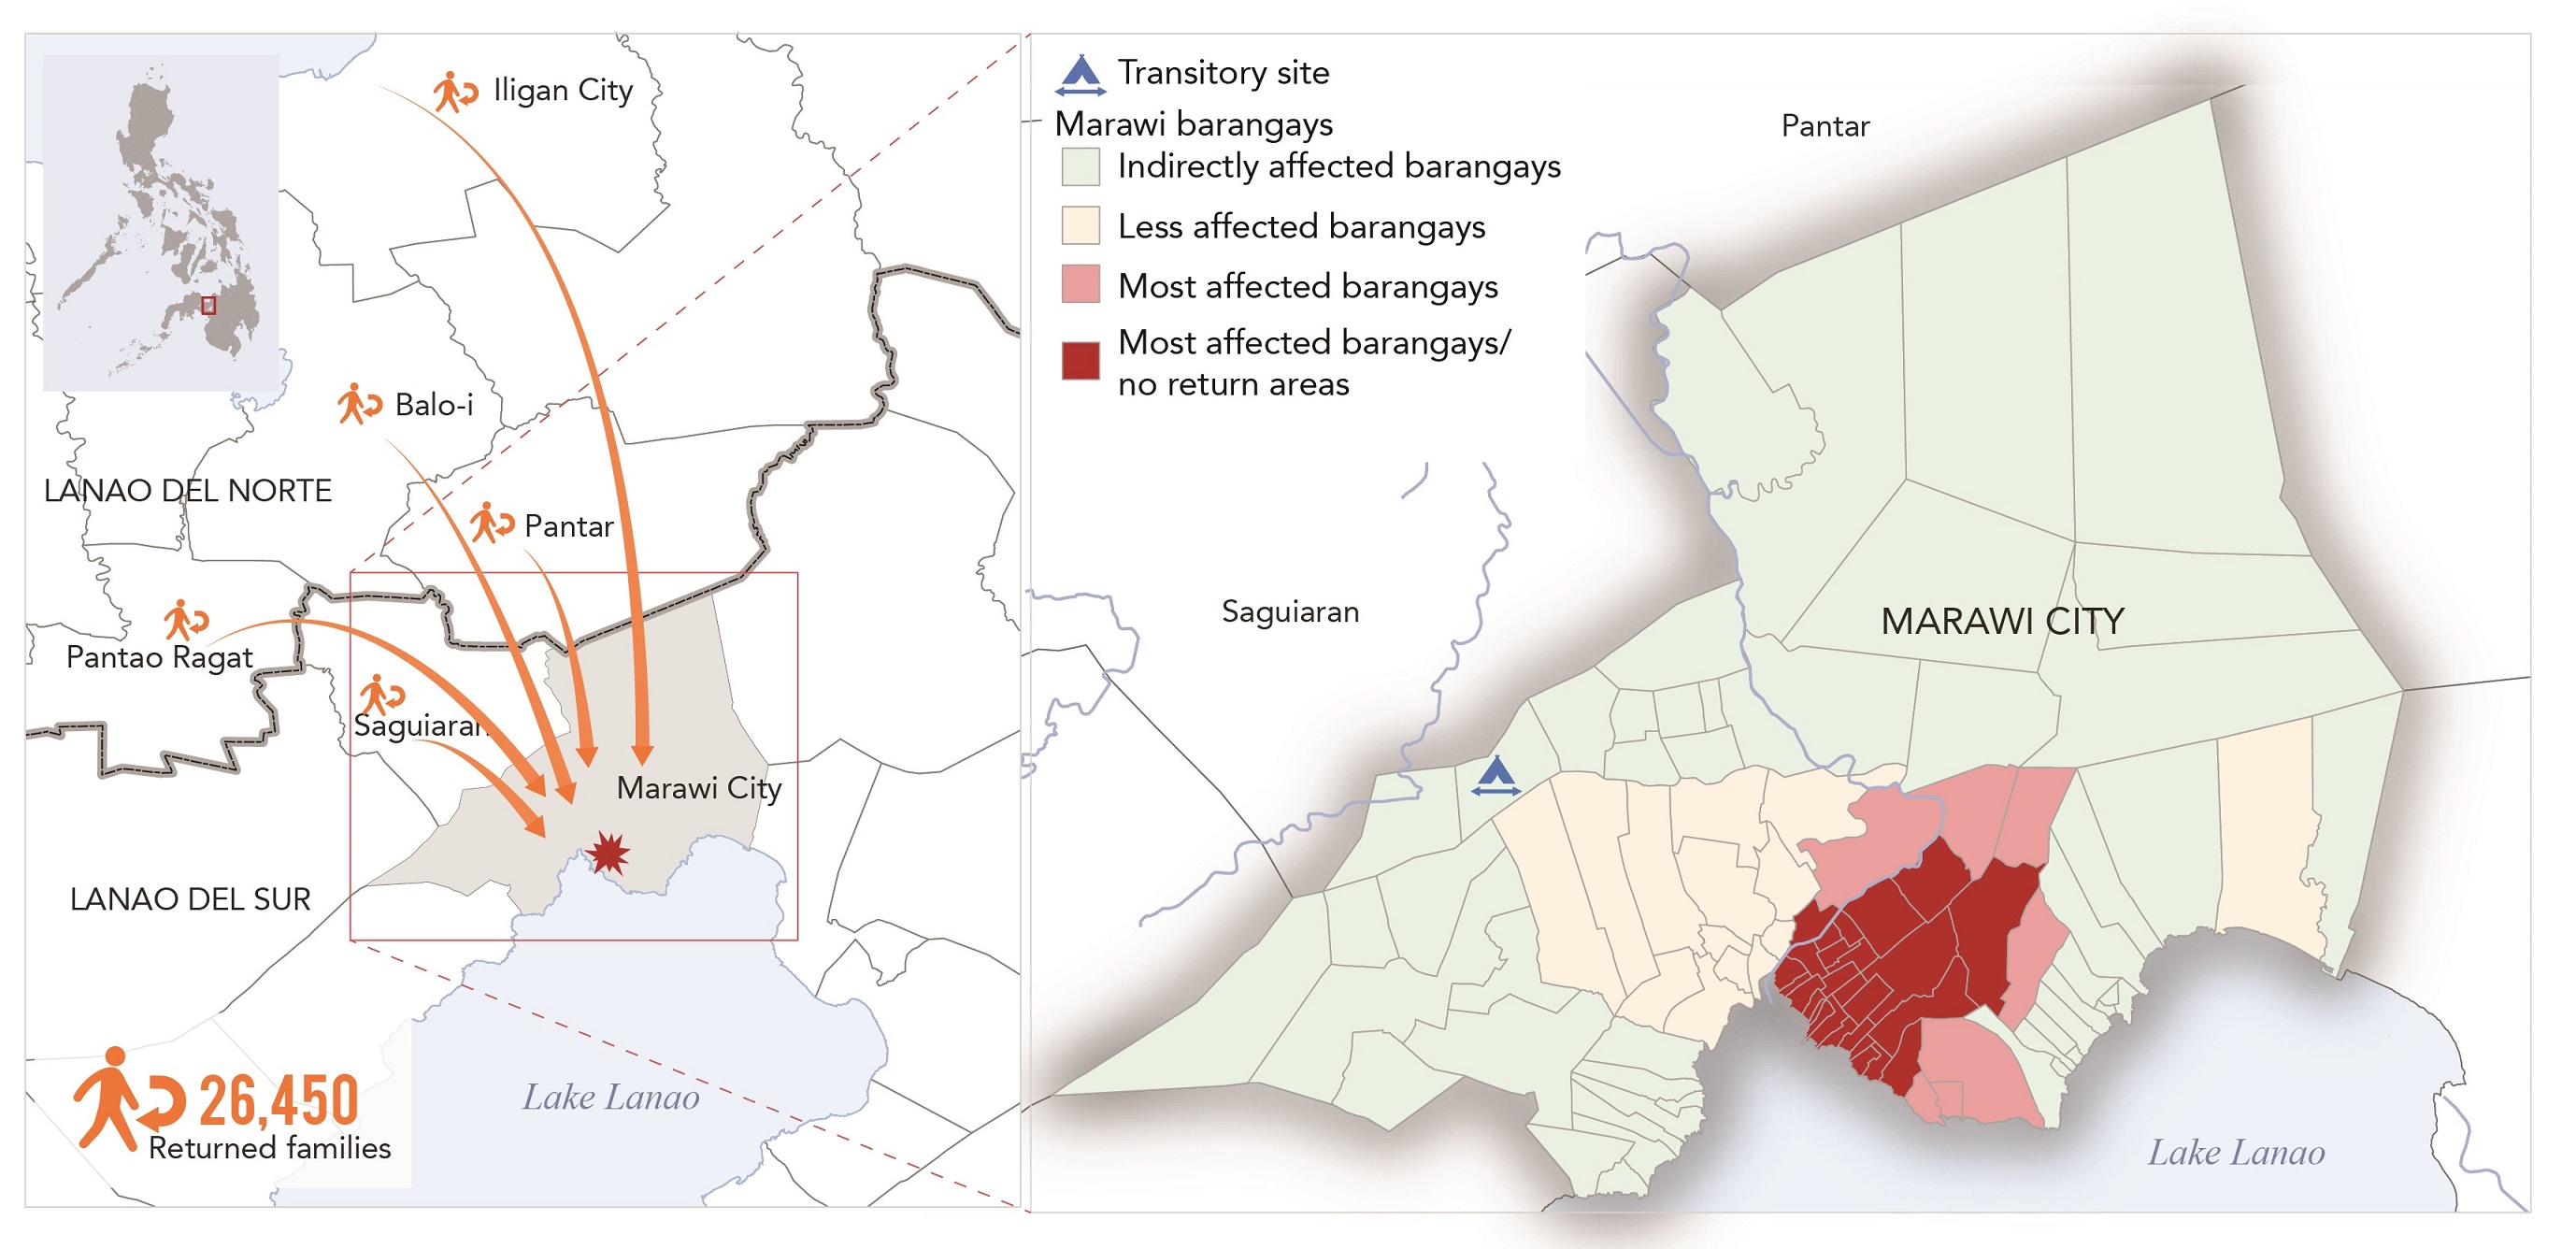 Iligan City
Balo-i
LANAO DEL NORTE
Pantar
Pantao Ragat
Saguiaran
Marawi City
LANAO DEL SUR
Lake Lanao
26,450
Returned families
Transitory site
Marawi barangays
Indirectly affected barangays
Less affected barangays
Most affected barangays
Most affected barangays/
no return areas
Pantar
Saguiaran
MARAWI CITY
Lake Lanao